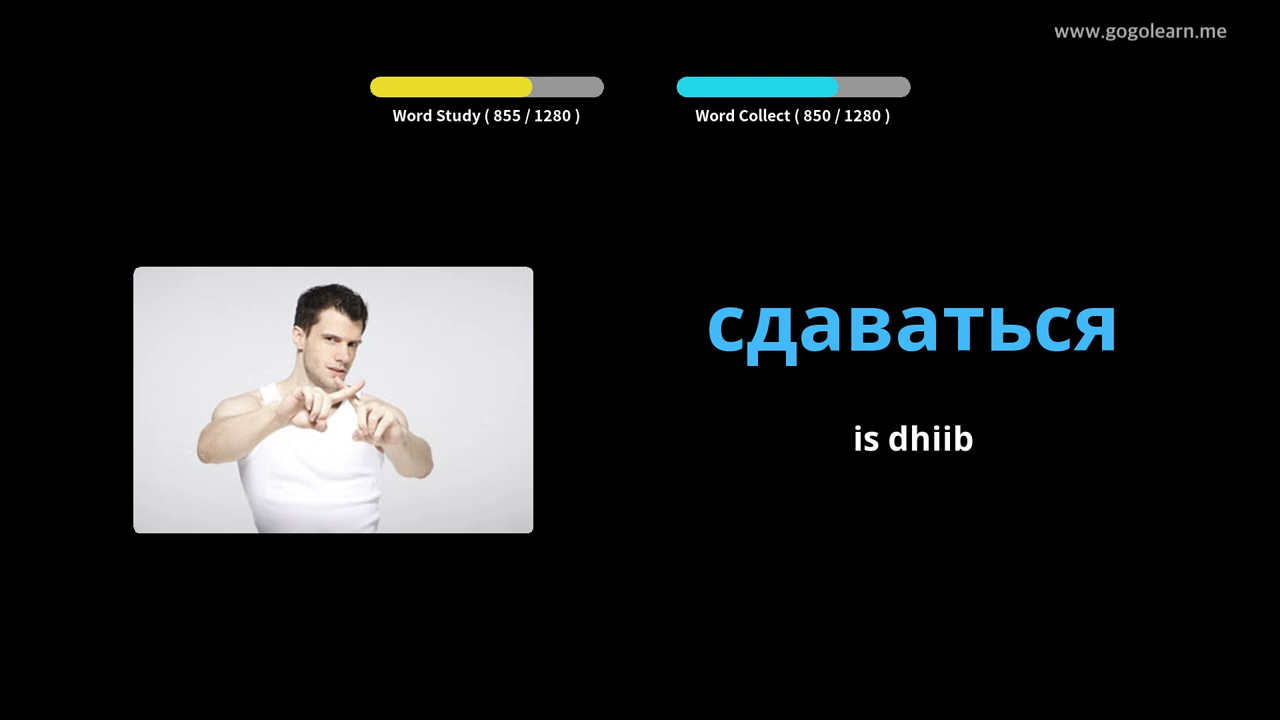 www.gogolearn.me
Word Study ( 855 / 1280 )
Word Collect ( 850 / 1280 )
сдаваться
is dhiib